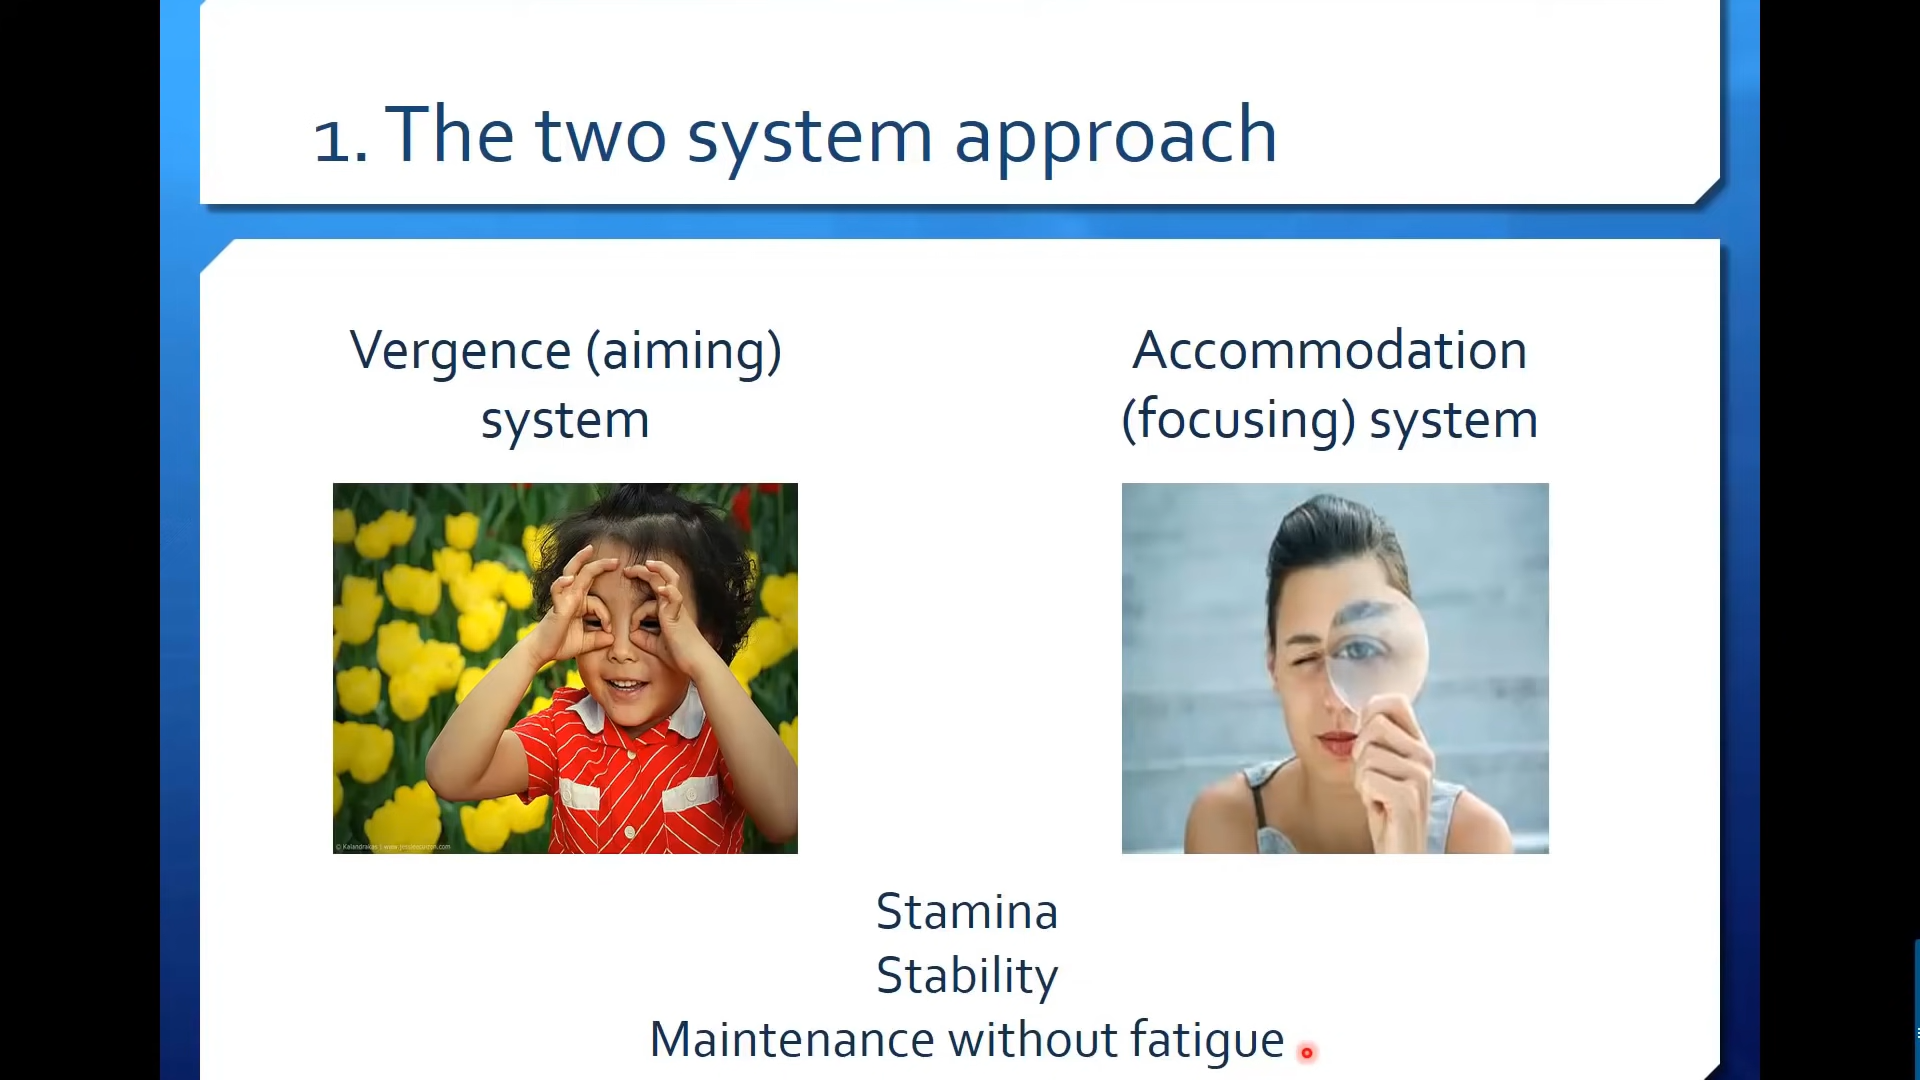 1. The two system approach
Vergence (aiming)
system
Accommodation
(focusing) system
Stamina
Stability
Maintenance without fatigue